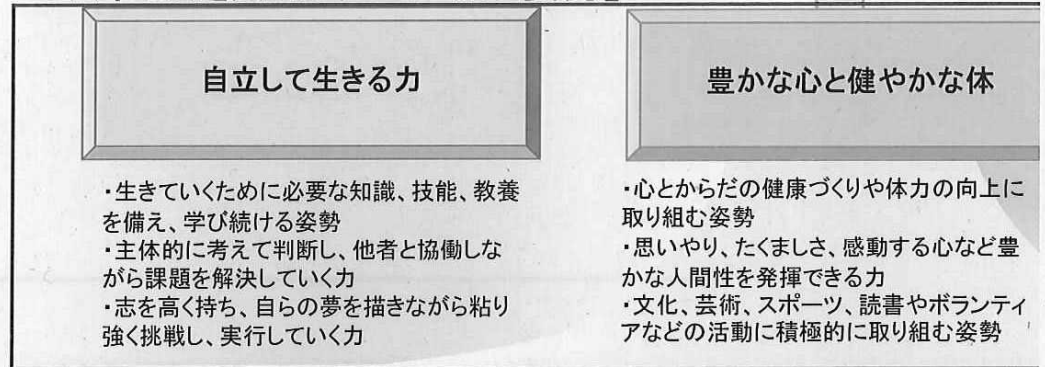 自立して生きる力
・生きていくために必要な知識、技能、教養
を備え、学び続ける姿勢
・主体的に考えて判断し、他者と協働しな
がら課題を解決していく力
・志を高く持ち、自らの夢を描きながら粘り
強く挑戦し、実行していく力
豊かな心と健やかな体
・心とからだの健康づくりや体力の向上に
取り組む姿勢
・思いやり、たくましさ、感動する心など豊
かな人間性を発揮できる力
・文化、芸術、スポーツ、読書やボランティ
アなどの活動に積極的に取り組む姿勢